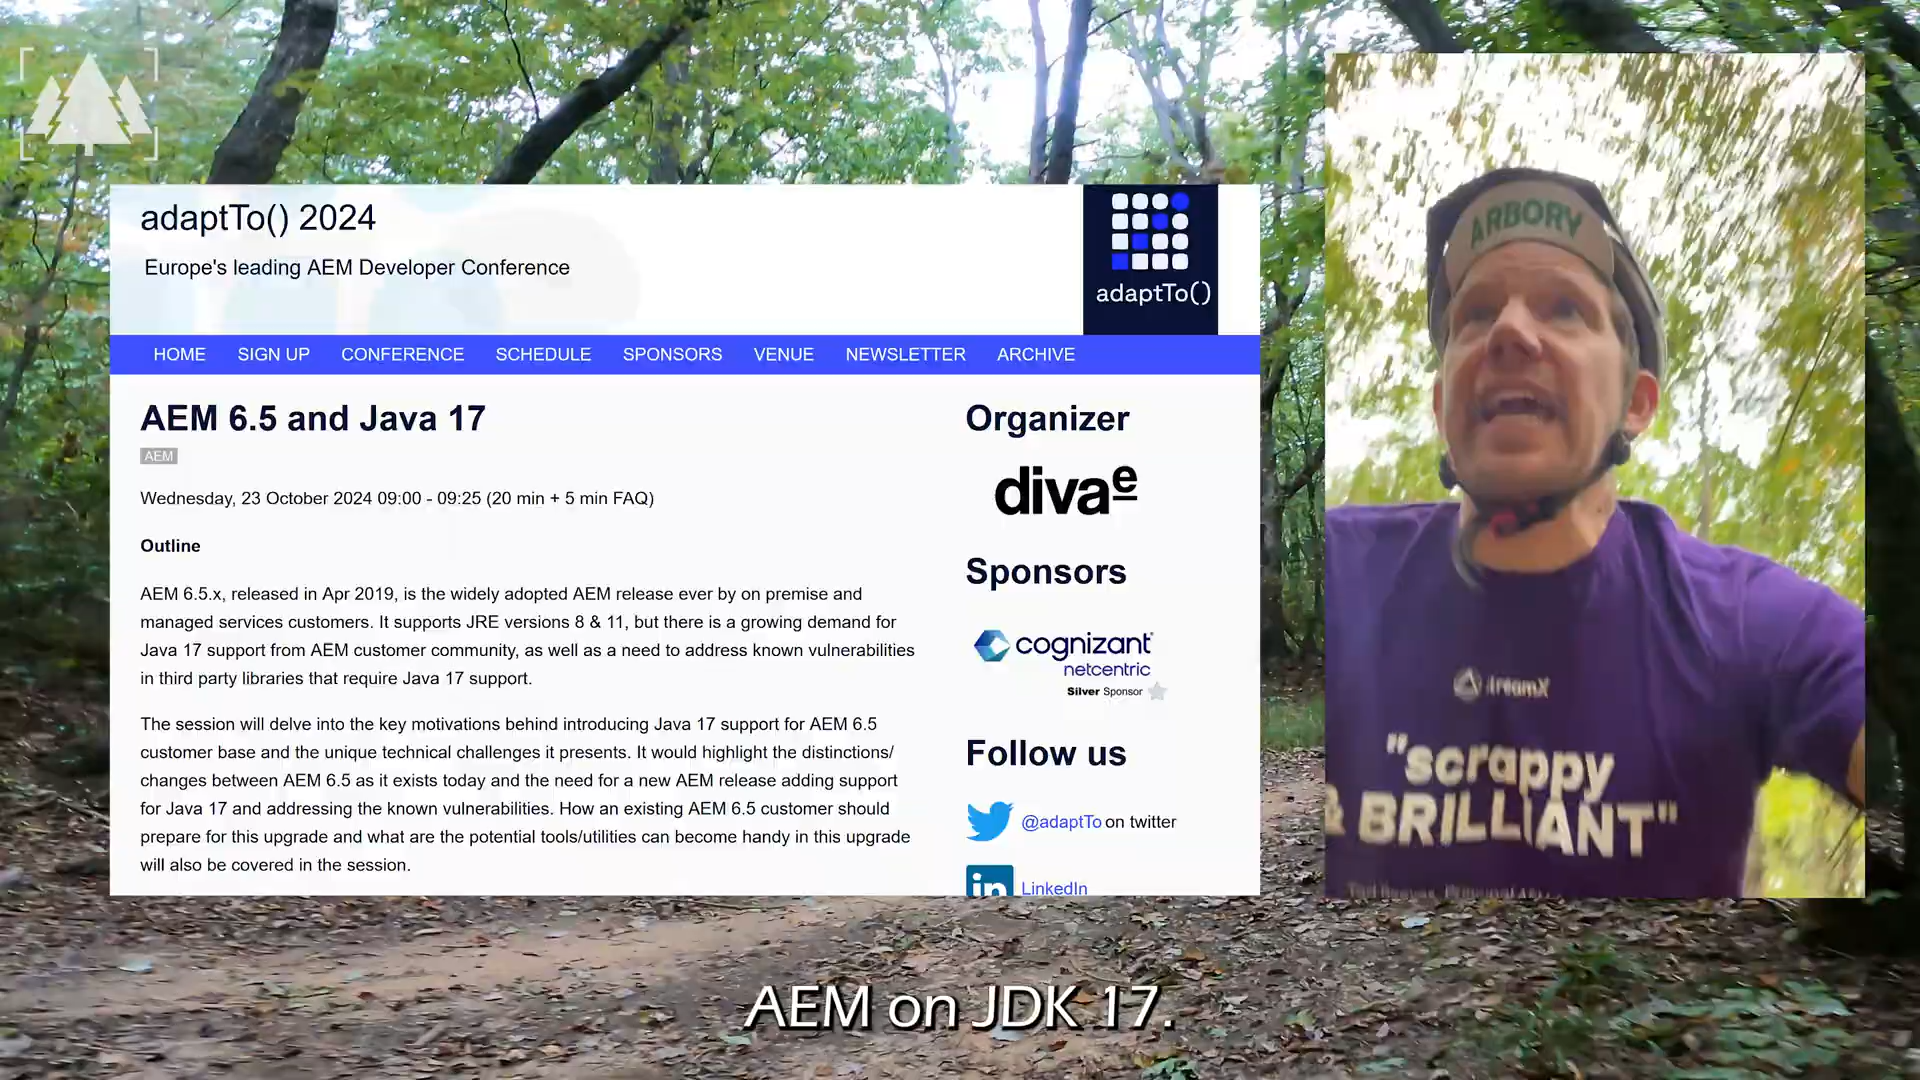 adaptTo() 2024
Europe's leading AEM Developer Conference
adaptTo()
HOME SIGN UP CONFERENCE SCHEDULE SPONSORS VENUE NEWSLETTER ARCHIVE
AEM 6.5 and Java 17
AEM
Wednesday, 23 October 2024 09:00 - 09:25 (20 min + 5 min FAQ)
Outline
AEM 6.5.x, released in Apr 2019, is the widely adopted AEM release ever by on premise and
managed services customers. It supports JRE versions 8 & 11, but there is a growing demand for
Java 17 support from AEM customer community, as well as a need to address known vulnerabilities
in third party libraries that require Java 17 support.
The session will delve into the key motivations behind introducing Java 17 support for AEM 6.5
customer base and the unique technical challenges it presents. It would highlight the distinctions/
changes between AEM 6.5 as it exists today and the need for a new AEM release adding support
for Java 17 and addressing the known vulnerabilities. How an existing AEM 6.5 customer should
prepare for this upgrade and what are the potential tools/utilities can become handy in this upgrade
will also be covered in the session.
Organizer
divae
Sponsors
cognizant
netcentric
Silver Sponsor
Follow us
@adaptTo on twitter
in LinkedIn
ARBORY
dreamX
"scrappy
& BRILLIANT"
AEM on JDK 17.